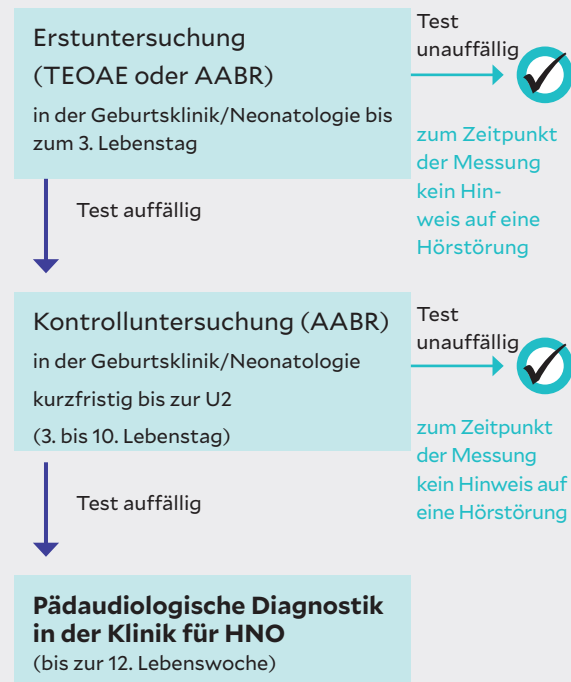 Erstuntersuchung
(TEOAE oder AABR)
in der Geburtsklinik/Neonatologie bis
zum 3. Lebenstag
Test
unauffällig
zum Zeitpunkt
der Messung
kein Hin-
weis auf eine
Hörstörung
Test auffällig
Kontrolluntersuchung (AABR)
in der Geburtsklinik/Neonatologie
kurzfristig bis zur U2
(3. bis 10. Lebenstag)
Test
unauffällig
zum Zeitpunkt
der Messung
kein Hinweis auf
eine Hörstörung
Test auffällig
Pädaudiologische Diagnostik
in der Klinik für HNO
(bis zur 12. Lebenswoche)